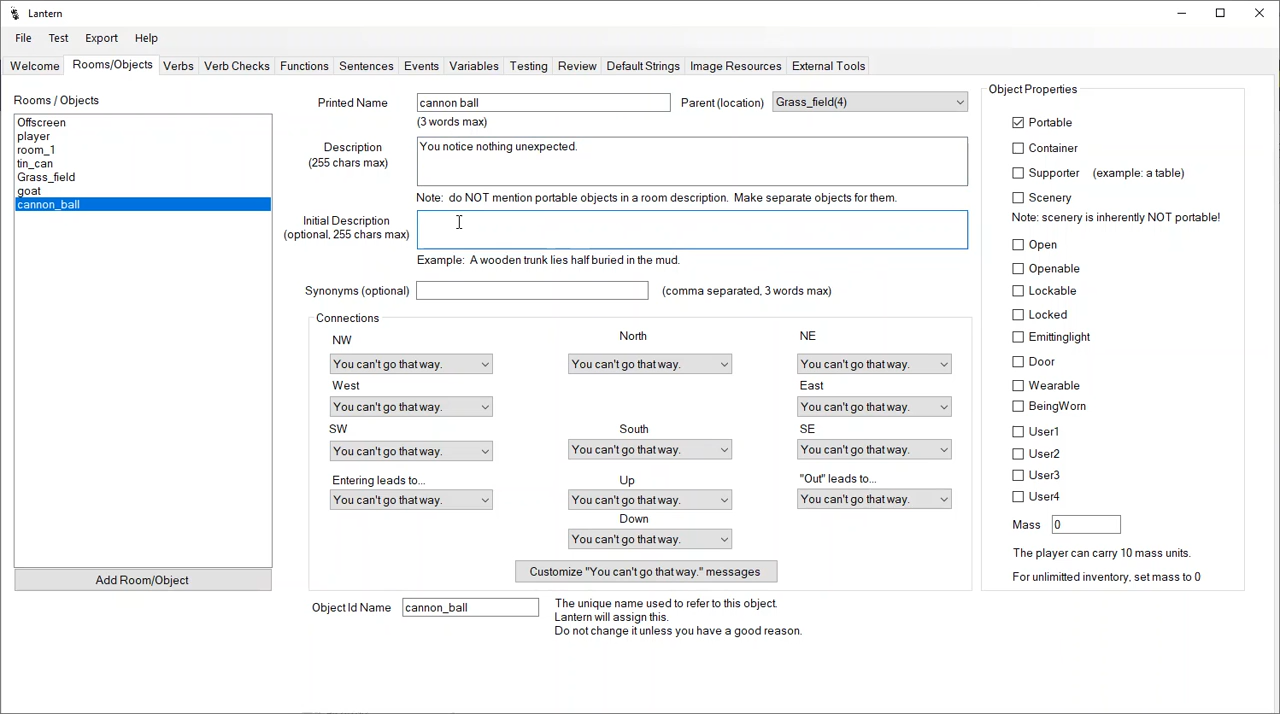 Lantern
File Test Export Help
Welcome Rooms/Objects Verbs Verb Checks Functions Sentences Events Variables Testing Review Default Strings Image Resources External Tools
Rooms / Objects
Offscreen
player
room_1
tin_can
Grass_field
goat
cannon_ball
Add Room/Object
Printed Name cannon ball Parent (location) Grass_field(4)
(3 words max)
Description You notice nothing unexpected.
(255 chars max)
Note: do NOT mention portable objects in a room description. Make separate objects for them.
Initial Description
(optional, 255 chars max)
Example: A wooden trunk lies half buried in the mud.
Synonyms (optional) (comma separated, 3 words max)
Connections
NW North NE
You can't go that way. You can't go that way. You can't go that way.
West East
You can't go that way. You can't go that way.
SW South SE
You can't go that way. You can't go that way. You can't go that way.
Entering leads to... Up "Out" leads to...
You can't go that way. You can't go that way. You can't go that way.
Down
You can't go that way.
Customize "You can't go that way." messages
Object Id Name cannon_ball The unique name used to refer to this object.
Lantern will assign this.
Do not change it unless you have a good reason.
Object Properties
Portable
Container
Supporter (example: a table)
Scenery
Note: scenery is inherently NOT portable!
Open
Openable
Lockable
Locked
Emittinglight
Door
Wearable
BeingWorn
User1
User2
User3
User4
Mass 0
The player can carry 10 mass units.
For unlimited inventory, set mass to 0